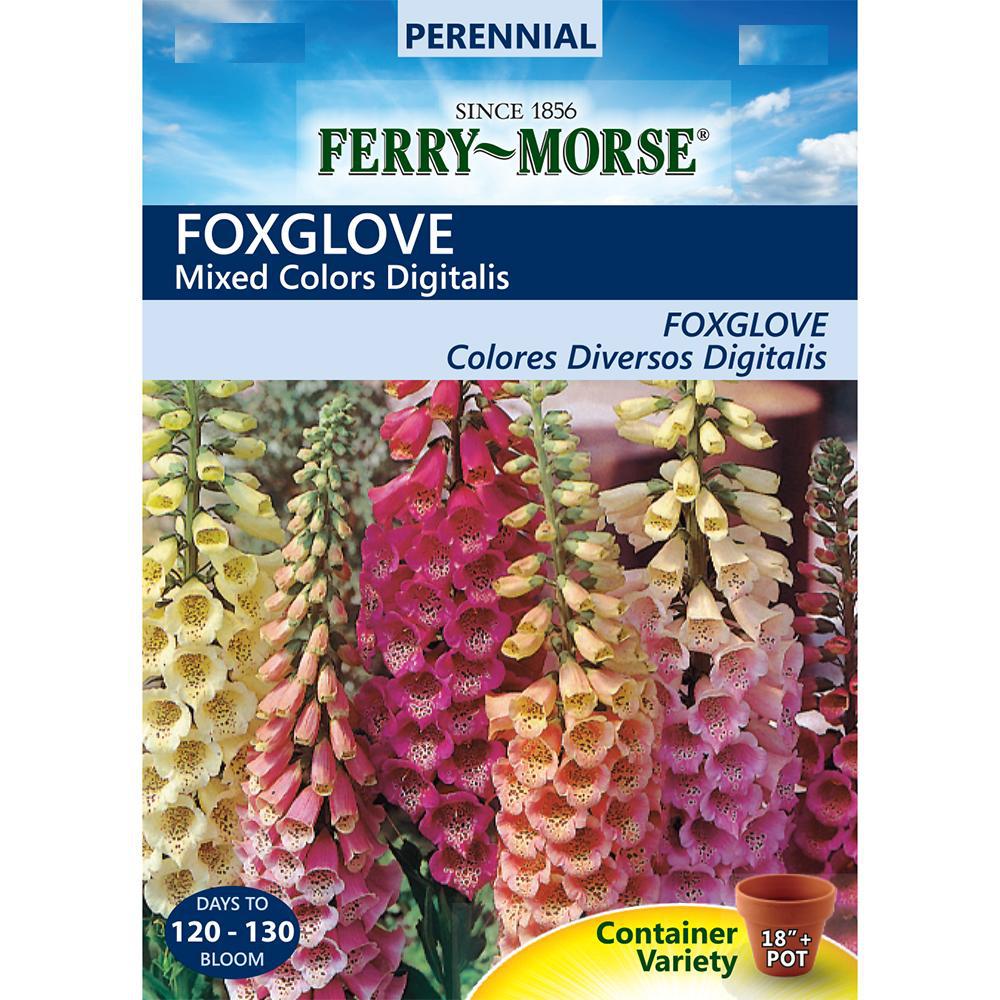 PERENNIAL
SINCE 1856
FERRY~MORSE®
FOXGLOVE
Mixed Colors Digitalis
FOXGLOVE
Colores Diversos Digitalis
DAYS TO
120 - 130
BLOOM
Container
Variety
18"+
POT